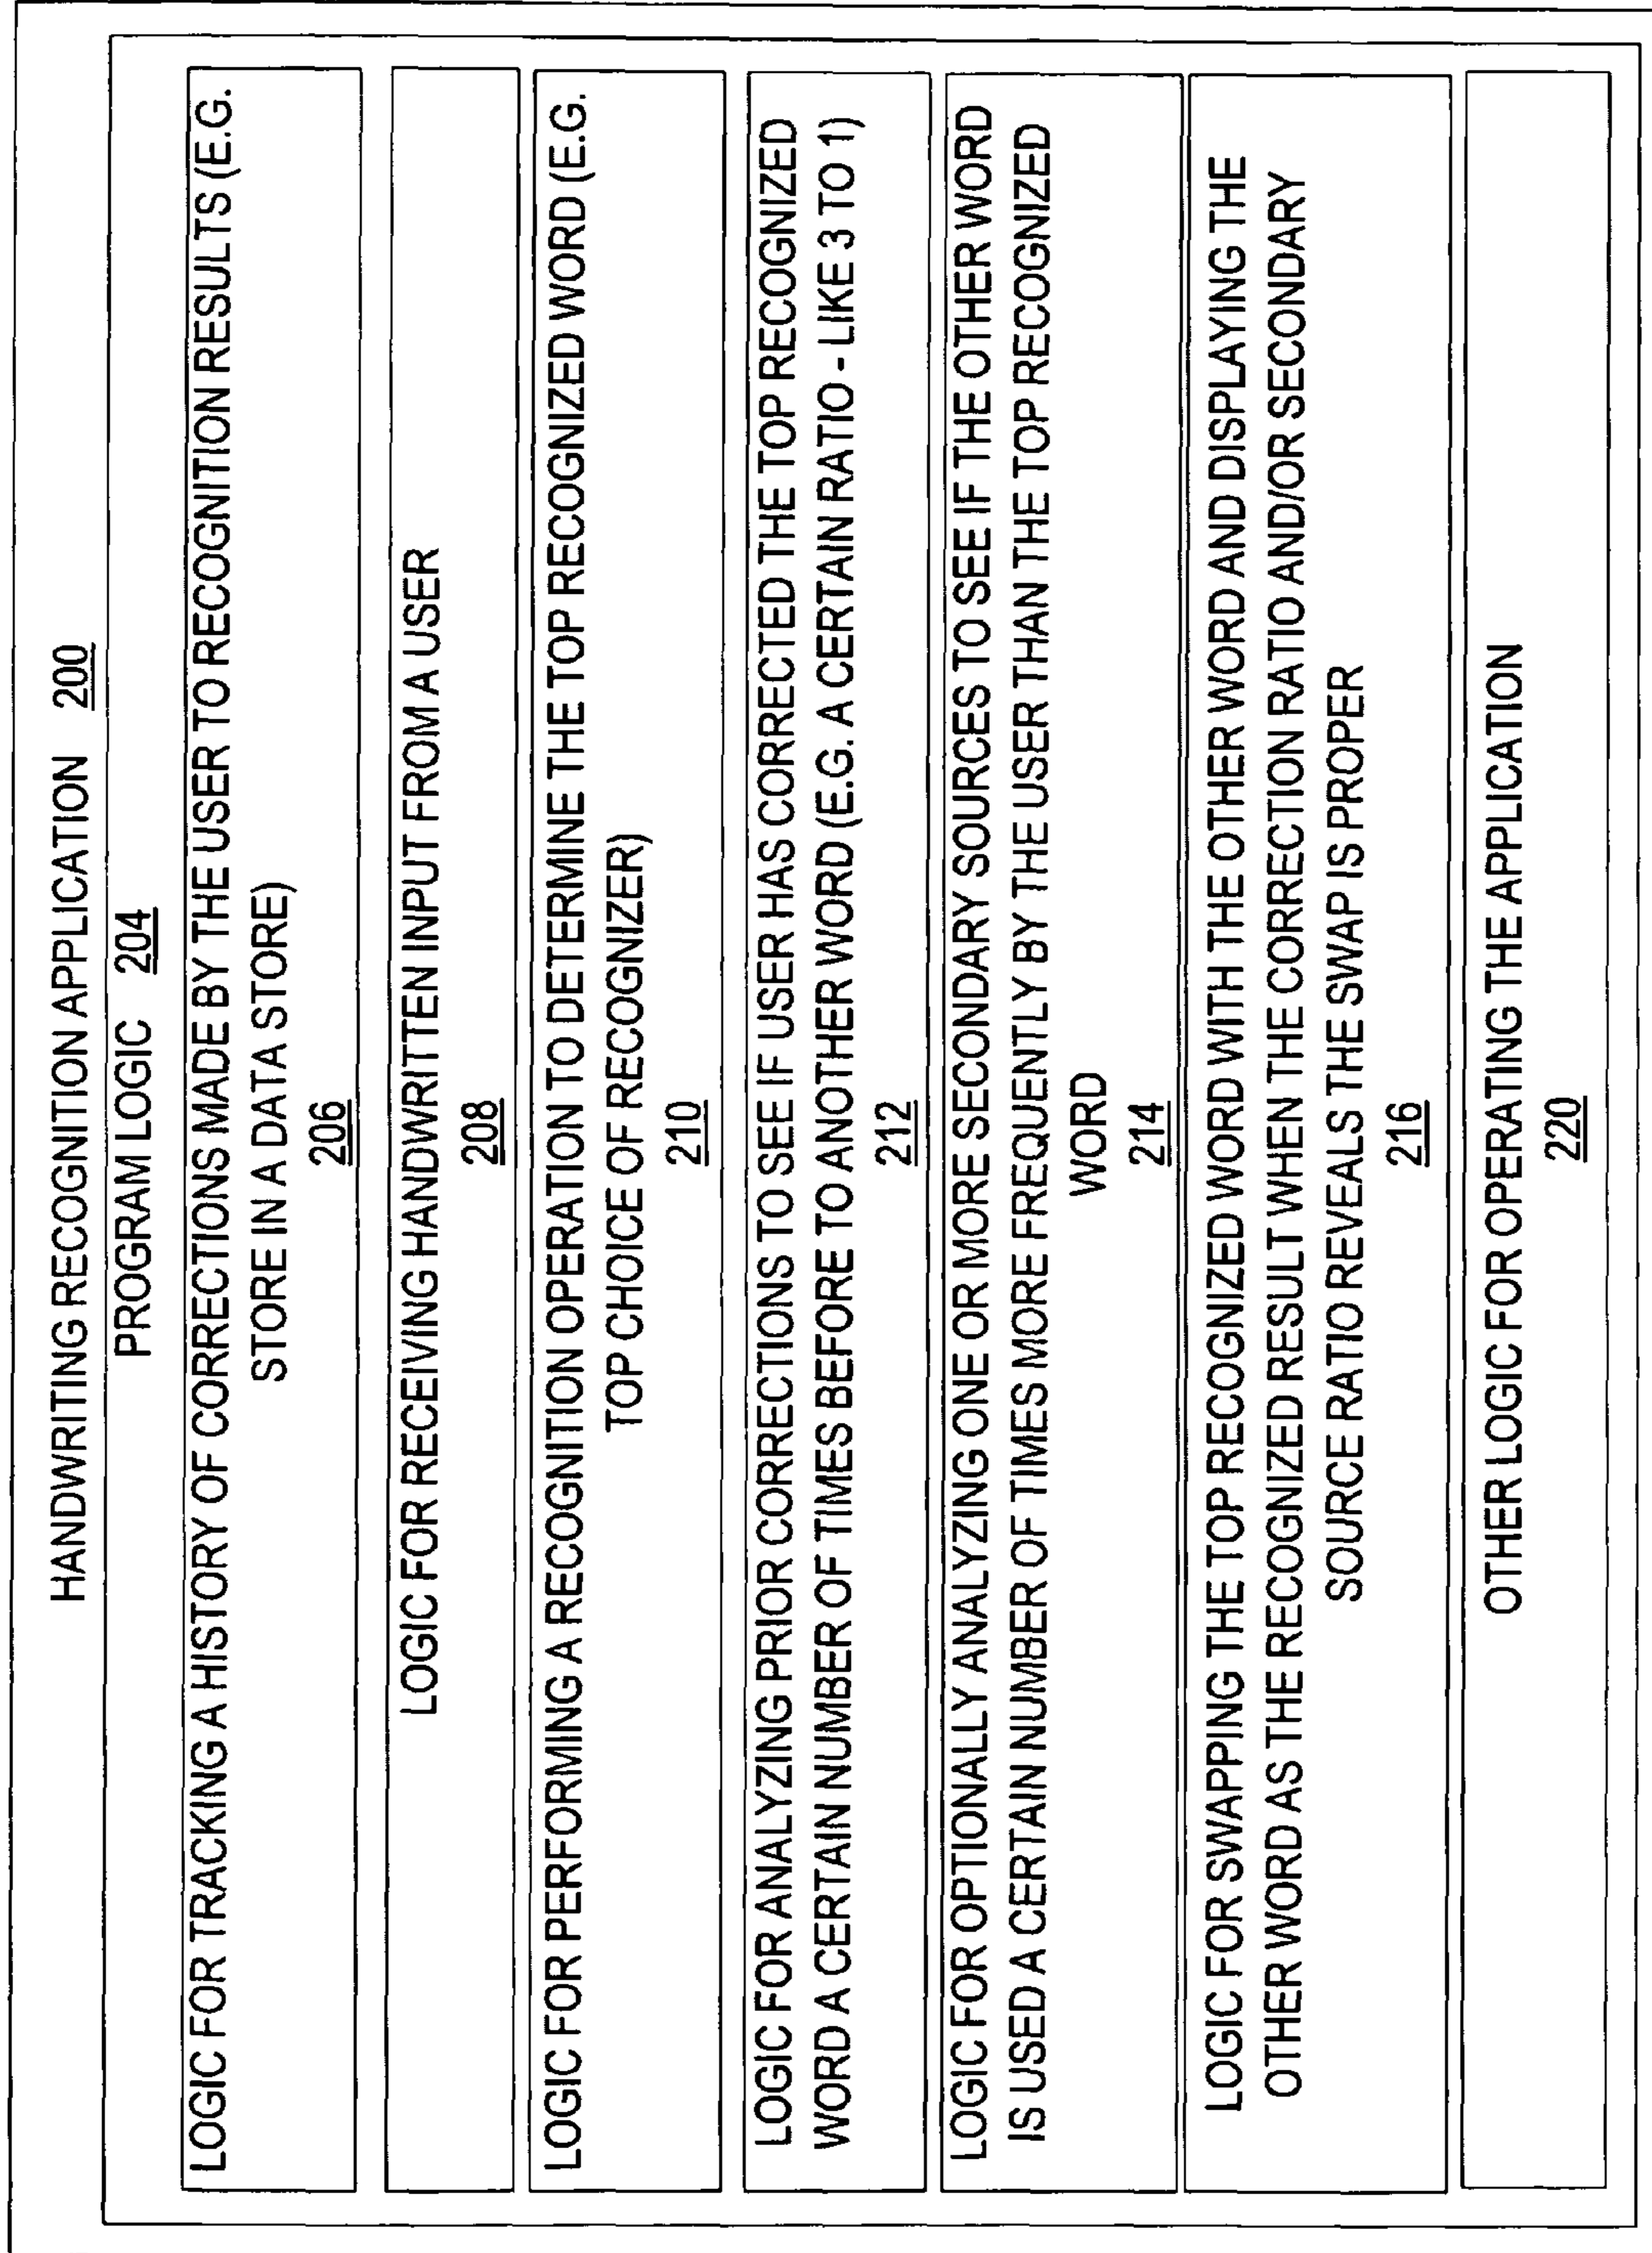 HANDWRITING RECOGNITION APPLICATION 200
PROGRAM LOGIC 204
LOGIC FOR TRACKING A HISTORY OF CORRECTIONS MADE BY THE USER TO RECOGNITION RESULTS (E.G.
STORE IN A DATA STORE)
206
LOGIC FOR RECEIVING HANDWRITTEN INPUT FROM A USER
208
LOGIC FOR PERFORMING A RECOGNITION OPERATION TO DETERMINE THE TOP RECOGNIZED WORD (E.G.
TOP CHOICE OF RECOGNIZER)
210
LOGIC FOR ANALYZING PRIOR CORRECTIONS TO SEE IF USER HAS CORRECTED THE TOP RECOGNIZED
WORD A CERTAIN NUMBER OF TIMES BEFORE TO ANOTHER WORD (E.G. A CERTAIN RATIO - LIKE 3 TO 1)
212
LOGIC FOR OPTIONALLY ANALYZING ONE OR MORE SECONDARY SOURCES TO SEE IF THE OTHER WORD
IS USED A CERTAIN NUMBER OF TIMES MORE FREQUENTLY BY THE USER THAN THE TOP RECOGNIZED
WORD
214
LOGIC FOR SWAPPING THE TOP RECOGNIZED WORD WITH THE OTHER WORD AND DISPLAYING THE
OTHER WORD AS THE RECOGNIZED RESULT WHEN THE CORRECTION RATIO AND/OR SECONDARY
SOURCE RATIO REVEALS THE SWAP IS PROPER
216
OTHER LOGIC FOR OPERATING THE APPLICATION
220